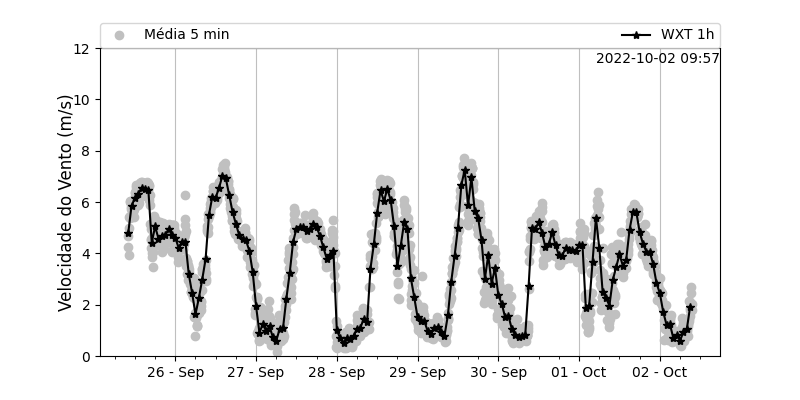 Média 5 min
WXT 1h
2022-10-02 09:57
Velocidade do Vento (m/s)
12
10
8
6
4
2
0
26 - Sep
27 - Sep
28 - Sep
29 - Sep
30 - Sep
01 - Oct
02 - Oct